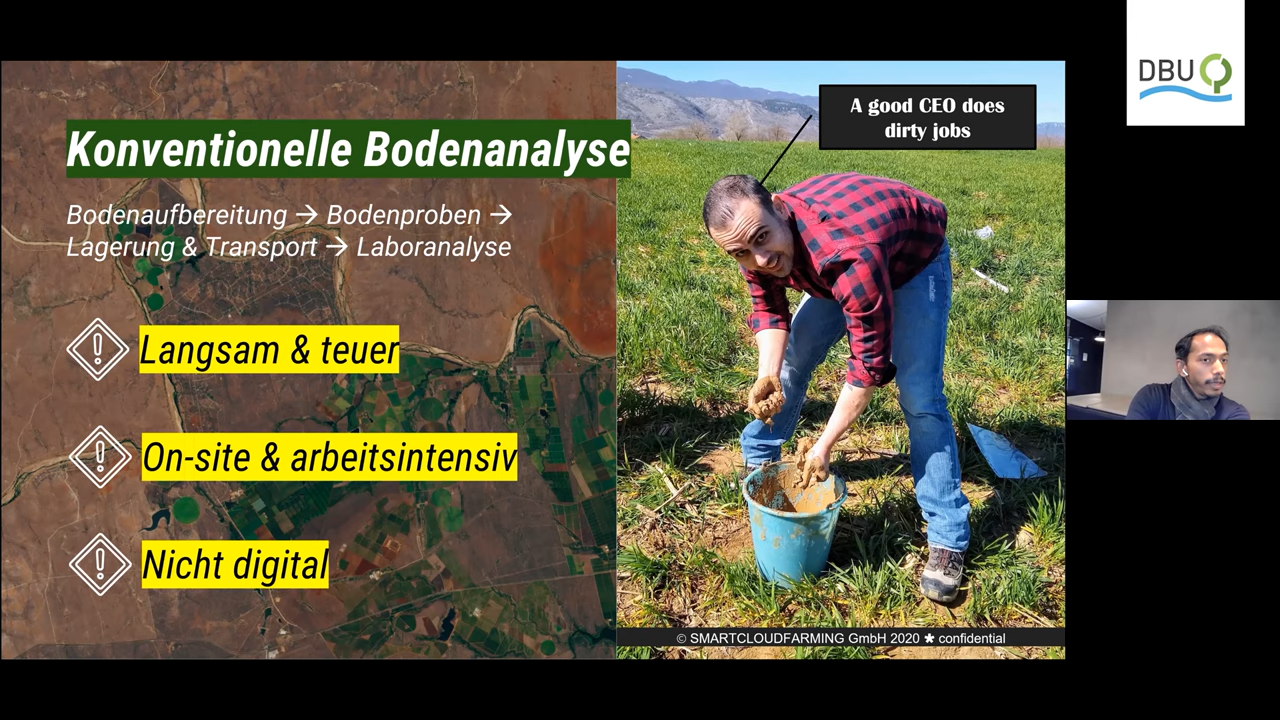 DBU
Konventionelle Bodenanalyse
Bodenaufbereitung → Bodenproben →
Lagerung & Transport → Laboranalyse
Langsam & teuer
On-site & arbeitsintensiv
Nicht digital
A good CEO does
dirty jobs
© SMARTCLOUDFARMING GmbH 2020 * confidential